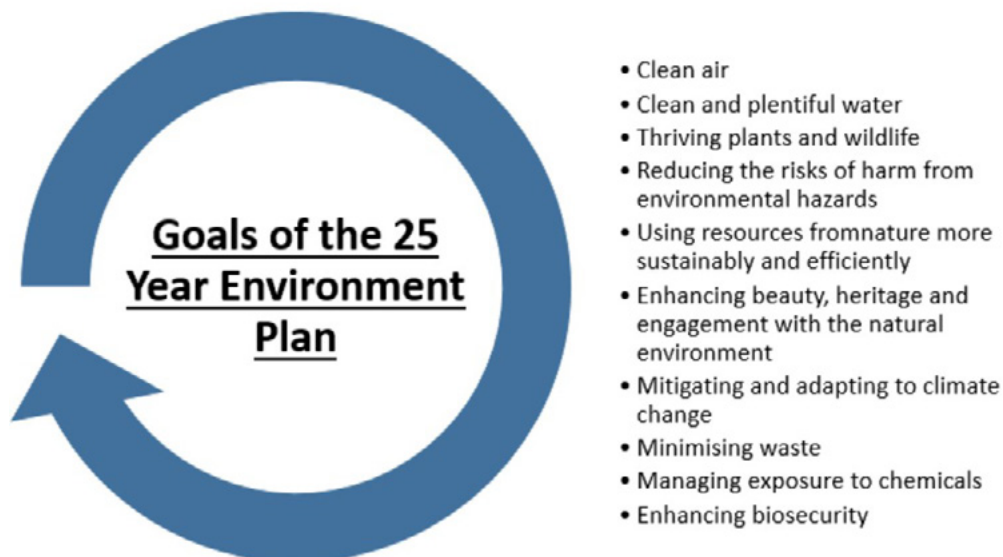 Goals of the 25
Year Environment
Plan
• Clean air
• Clean and plentiful water
• Thriving plants and wildlife
• Reducing the risks of harm from
environmental hazards
• Using resources fromnature more
sustainably and efficiently
• Enhancing beauty, heritage and
engagement with the natural
environment
• Mitigating and adapting to climate
change
• Minimising waste
• Managing exposure to chemicals
• Enhancing biosecurity